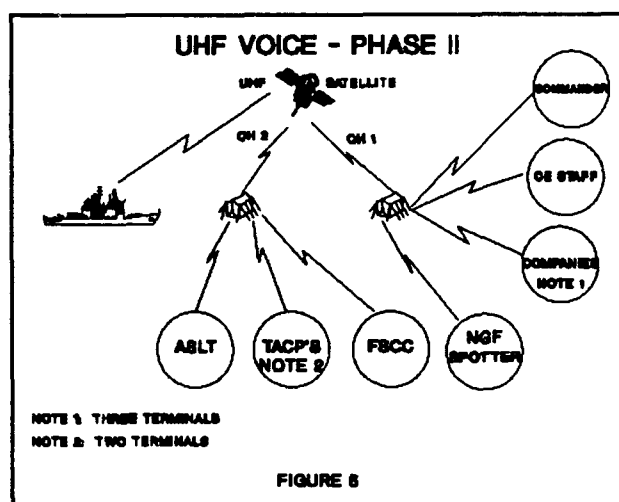 UHF VOICE - PHASE II
UHF SATELLITE
CH 2
CH 1
COMMANDER
CE STAFF
COMPANIES
NOTE 1
ASLT
TACP'S
NOTE 2
FSCC
NGF
SPOTTER
NOTE 1: THREE TERMINALS
NOTE 2: TWO TERMINALS
FIGURE 5